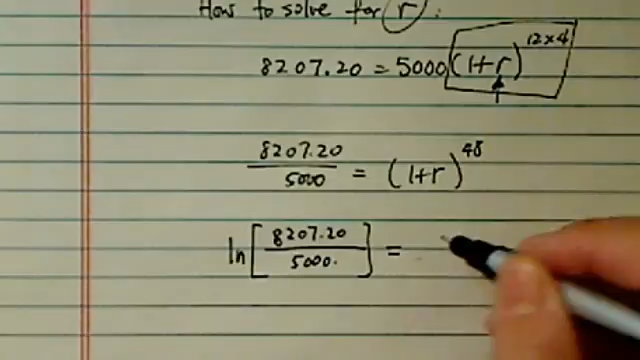 How to solve for r :
8207.20 = 5000 (1+r)^12×4
8207.20 / 5000 = (1+r)^48
ln[8207.20 / 5000.] =